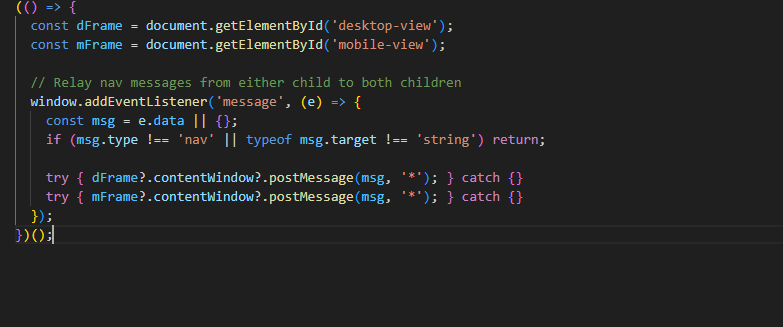 (() => {
  const dFrame = document.getElementById('desktop-view');
  const mFrame = document.getElementById('mobile-view');

  // Relay nav messages from either child to both children
  window.addEventListener('message', (e) => {
    const msg = e.data || {};
    if (msg.type !== 'nav' || typeof msg.target !== 'string') return;

    try { dFrame?.contentWindow?.postMessage(msg, '*'); } catch {}
    try { mFrame?.contentWindow?.postMessage(msg, '*'); } catch {}
  });
})();